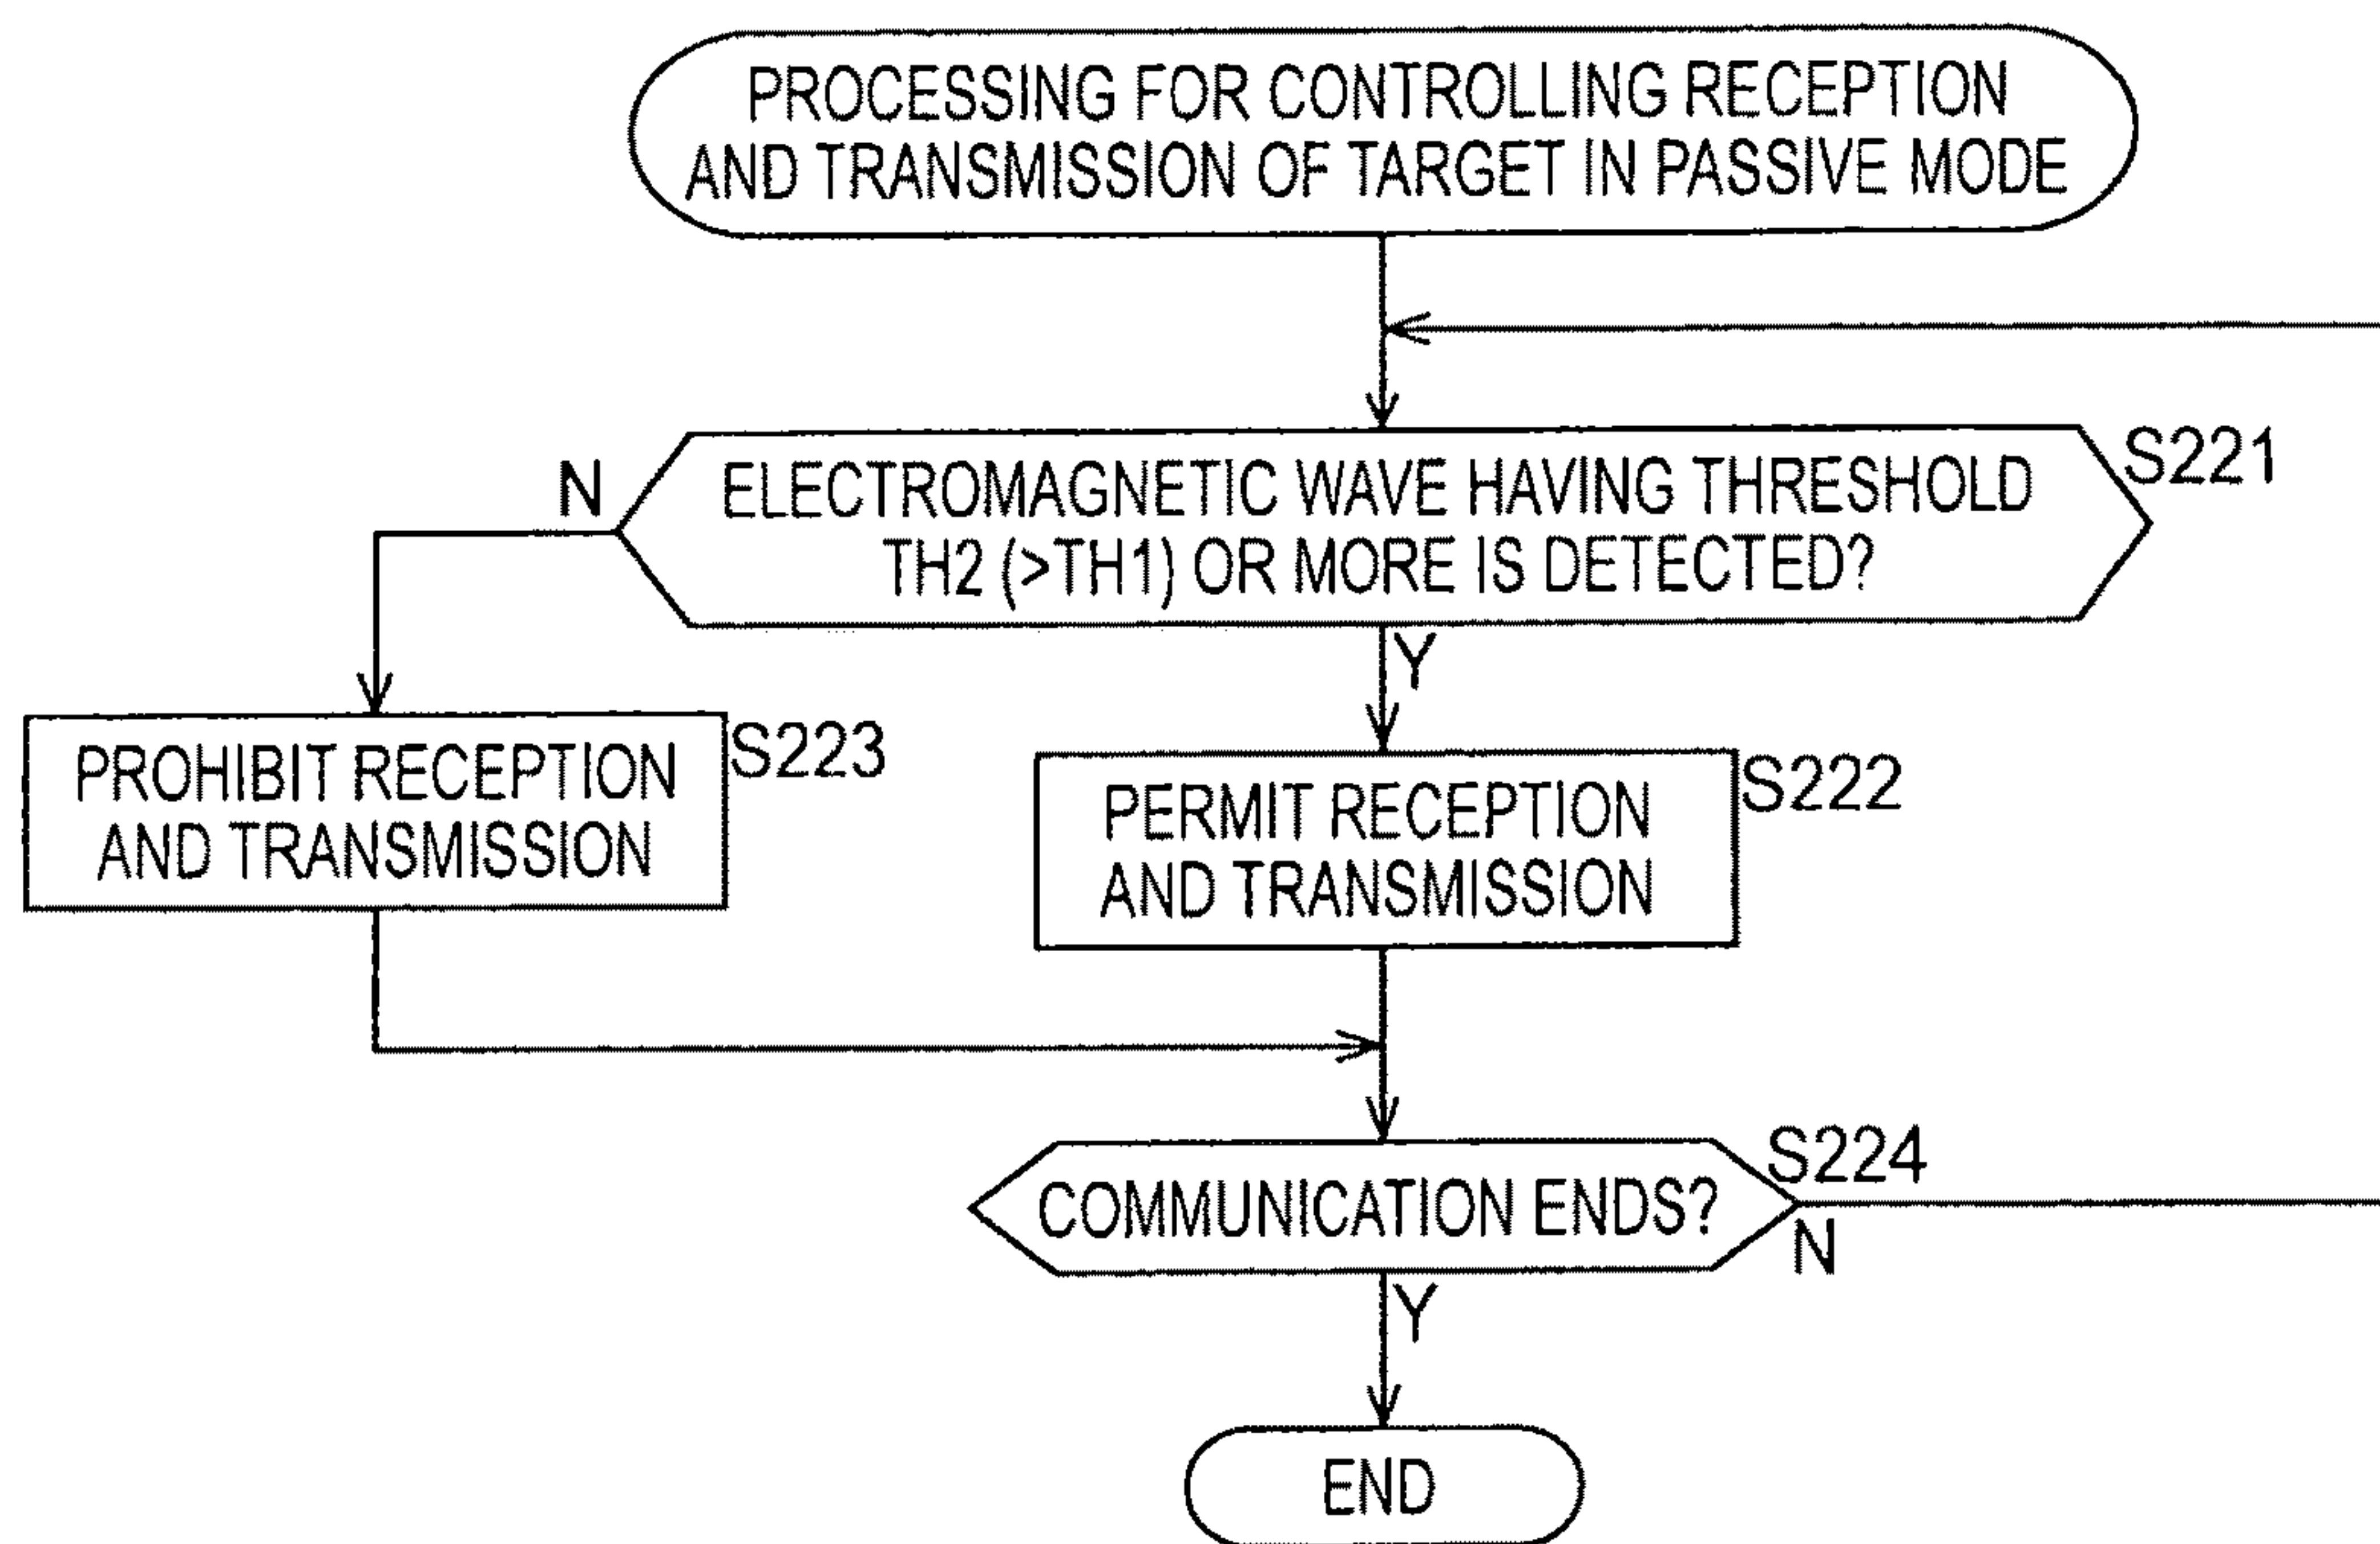 PROCESSING FOR CONTROLLING RECEPTION
AND TRANSMISSION OF TARGET IN PASSIVE MODE
S221
N
ELECTROMAGNETIC WAVE HAVING THRESHOLD
TH2 (>TH1) OR MORE IS DETECTED?
Y
S223
PROHIBIT RECEPTION
AND TRANSMISSION
S222
PERMIT RECEPTION
AND TRANSMISSION
S224
COMMUNICATION ENDS?
N
Y
END